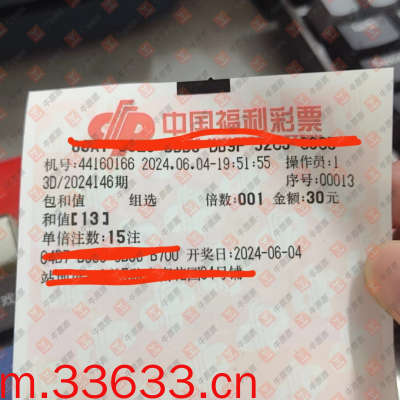 中国福利彩票
机号:44160166 2024.06.04-19:51:55 操作员:1
3D/2024146期 序号:00013
包和值 组选 倍数:001 金额:30元
和值[13]
单倍注数:15注
B700 开奖日:2024-06-04
号铺
m.33633.cn